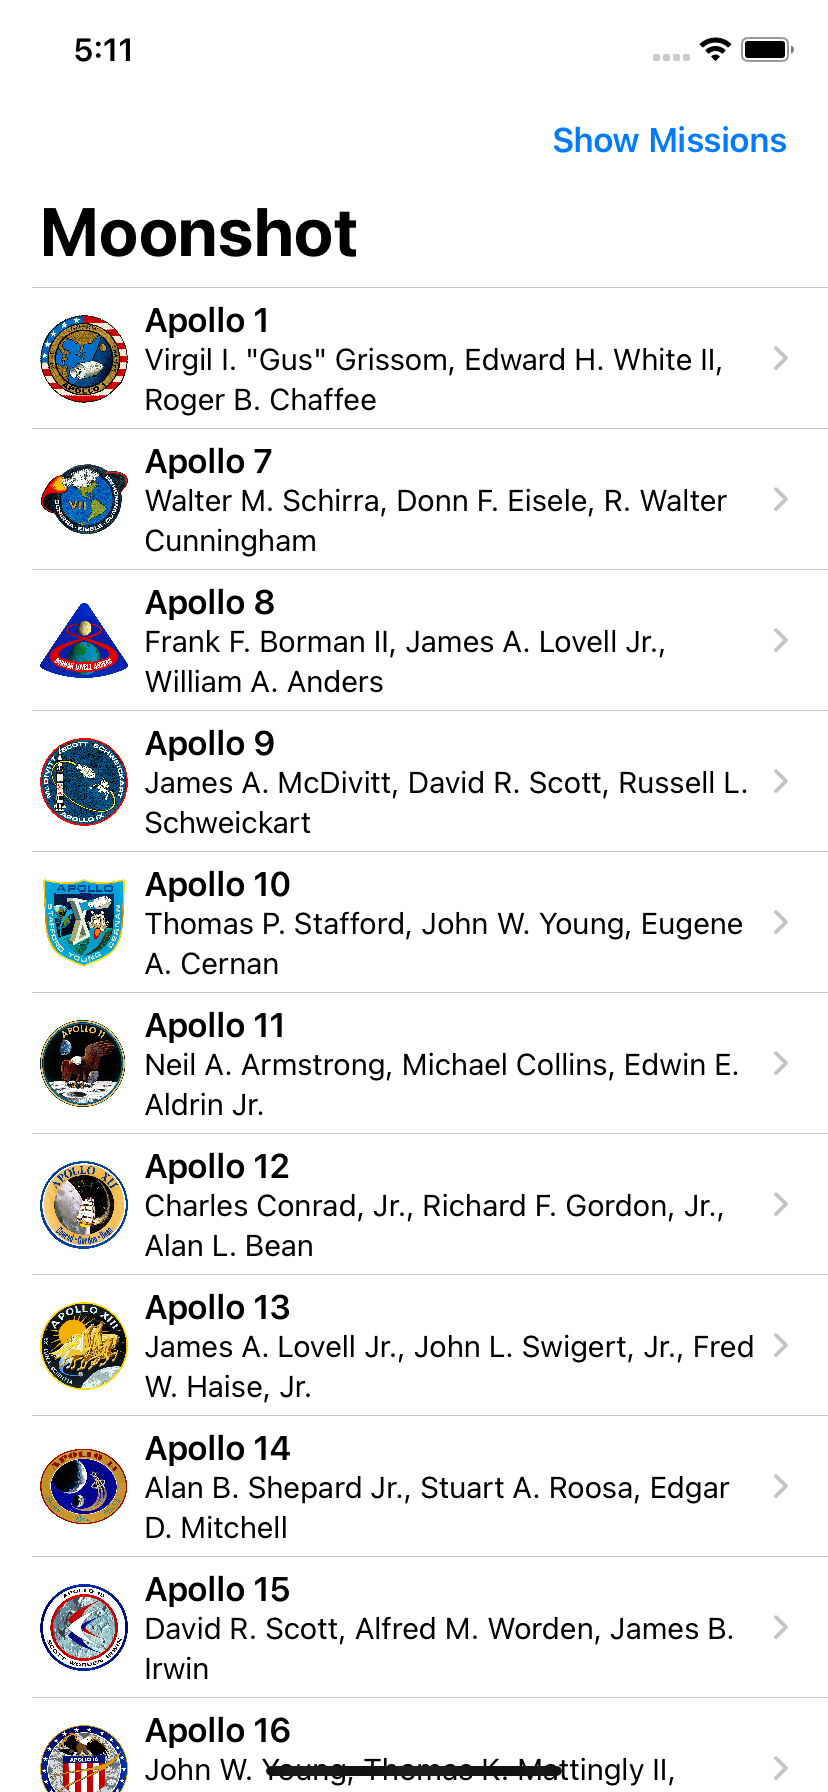 5:11
Show Missions
Moonshot
Apollo 1
Virgil I. "Gus" Grissom, Edward H. White II,
Roger B. Chaffee
Apollo 7
Walter M. Schirra, Donn F. Eisele, R. Walter
Cunningham
Apollo 8
Frank F. Borman II, James A. Lovell Jr.,
William A. Anders
Apollo 9
James A. McDivitt, David R. Scott, Russell L.
Schweickart
Apollo 10
Thomas P. Stafford, John W. Young, Eugene
A. Cernan
Apollo 11
Neil A. Armstrong, Michael Collins, Edwin E.
Aldrin Jr.
Apollo 12
Charles Conrad, Jr., Richard F. Gordon, Jr.,
Alan L. Bean
Apollo 13
James A. Lovell Jr., John L. Swigert, Jr., Fred
W. Haise, Jr.
Apollo 14
Alan B. Shepard Jr., Stuart A. Roosa, Edgar
D. Mitchell
Apollo 15
David R. Scott, Alfred M. Worden, James B.
Irwin
Apollo 16
John W. Young, Thomas K. Mattingly II,